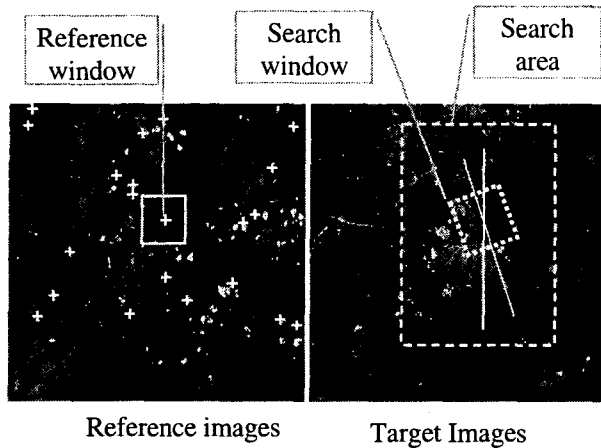 Reference
window
Search
window
Search
area
Reference images
Target Images